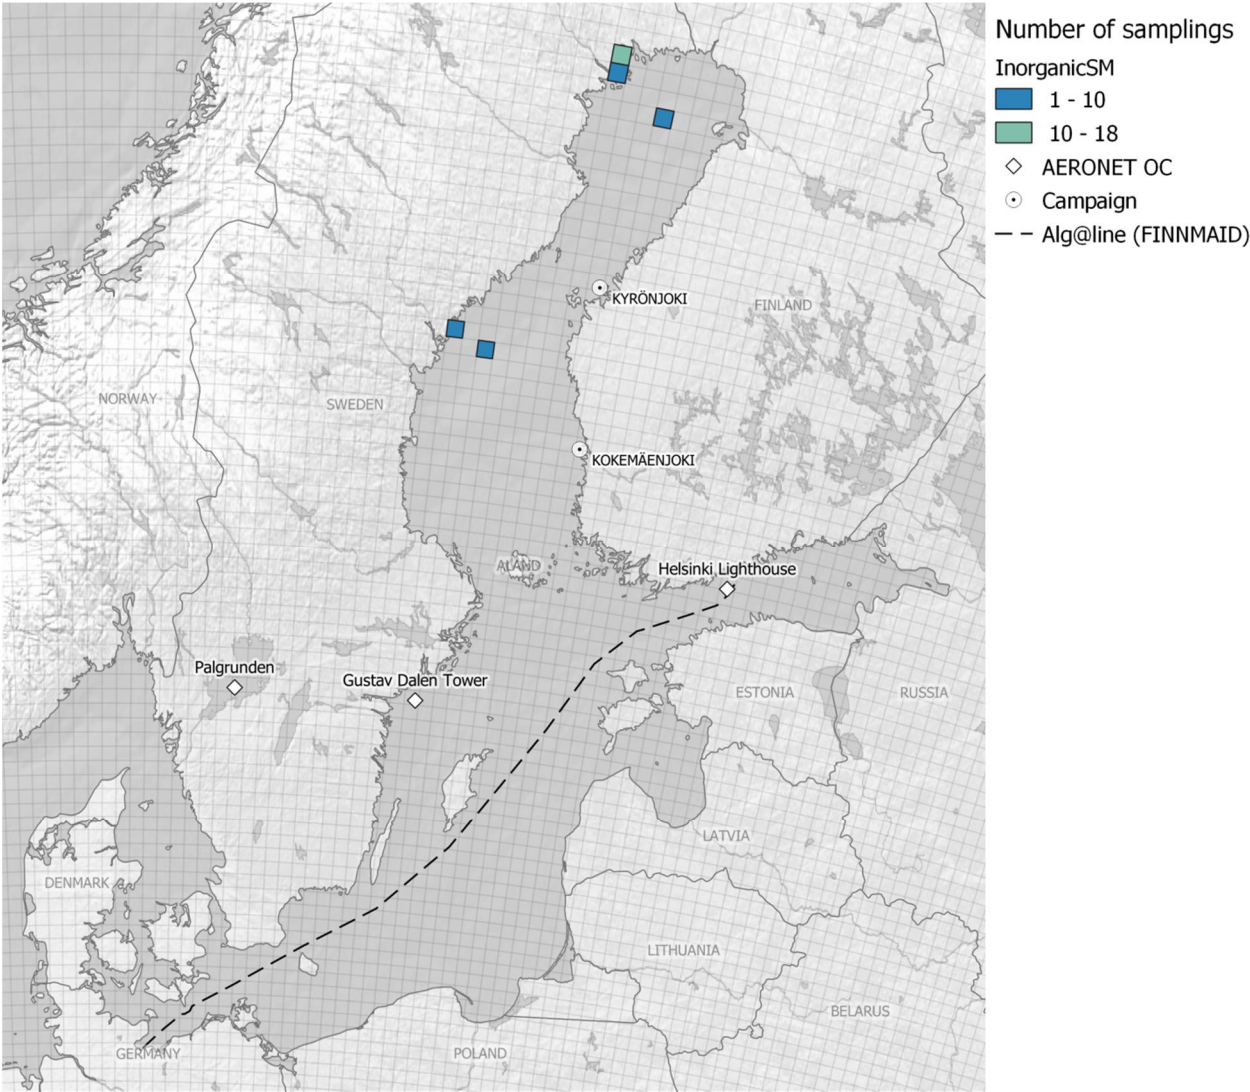 Number of samplings
InorganicSM
1 - 10
10 - 18
AERONET OC
Campaign
Alg@line (FINNMAID)
KYRÖNJOKI
FINLAND
NORWAY
SWEDEN
KOKEMÄENJOKI
ÅLAND
Helsinki Lighthouse
Palgrunden
Gustav Dalen Tower
ESTONIA
RUSSIA
LATVIA
DENMARK
LITHUANIA
BELARUS
GERMANY
POLAND